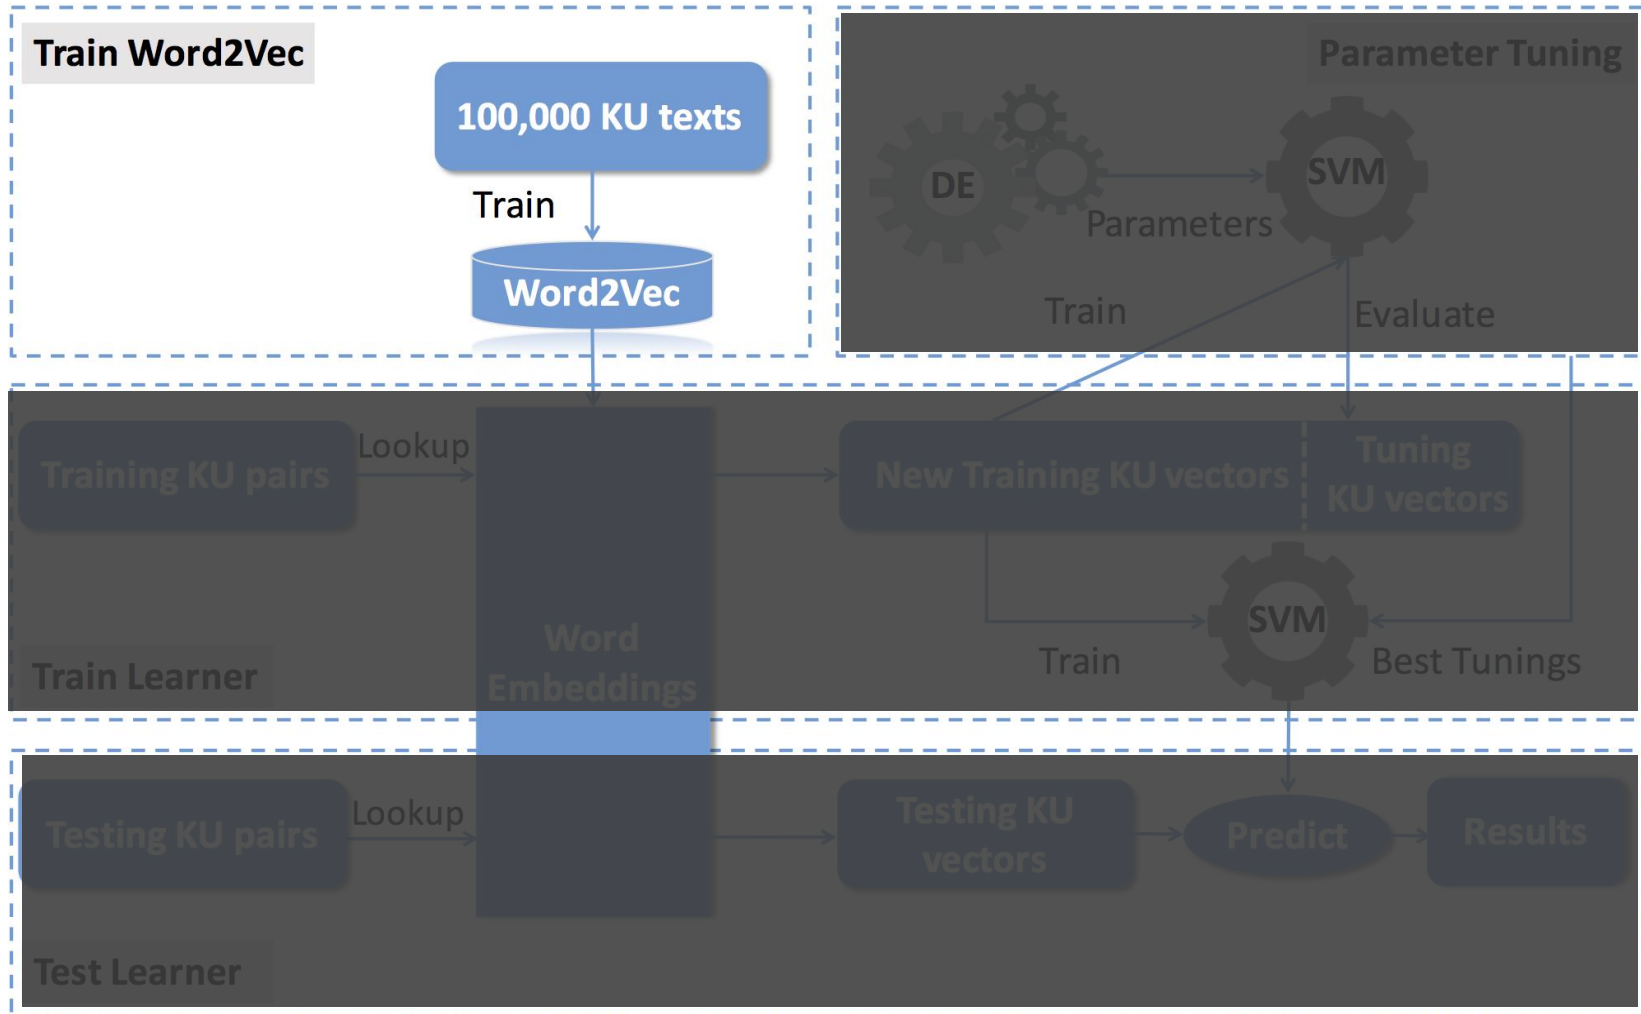 Train Word2Vec
100,000 KU texts
Train
Word2Vec
Parameter Tuning
DE
SVM
Parameters
Train
Evaluate
Training KU pairs
Lookup
New Training KU vectors
Tuning
KU vectors
Word
Embeddings
SVM
Train
Best Tunings
Train Learner
Testing KU pairs
Lookup
Testing KU
vectors
Predict
Results
Test Learner